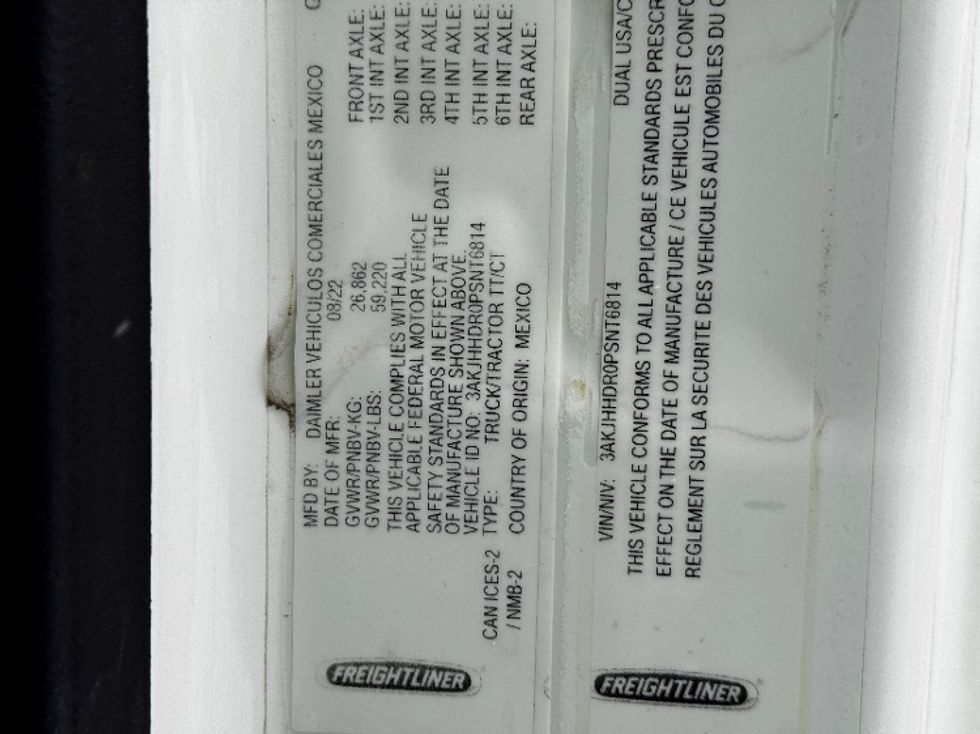 MFD BY: DAIMLER VEHICULOS COMERCIALES MEXICO
DATE OF MFR: 08/22
GVWR/PNBV-KG: 26,862
GVWR/PNBV-LBS: 59,220
THIS VEHICLE COMPLIES WITH ALL
APPLICABLE FEDERAL MOTOR VEHICLE
SAFETY STANDARDS IN EFFECT AT THE DATE
OF MANUFACTURE SHOWN ABOVE.
VEHICLE ID NO: 3AKJHHDR0PSNT6814
TYPE: TRUCK/TRACTOR TT/CT
COUNTRY OF ORIGIN: MEXICO
FRONT AXLE:
1ST INT AXLE:
2ND INT AXLE:
3RD INT AXLE:
4TH INT AXLE:
5TH INT AXLE:
6TH INT AXLE:
REAR AXLE:
CAN ICES-2
/ NMB-2
FREIGHTLINER
VIN/NIV: 3AKJHHDR0PSNT6814 DUAL USA/C
THIS VEHICLE CONFORMS TO ALL APPLICABLE STANDARDS PRESCR
EFFECT ON THE DATE OF MANUFACTURE / CE VEHICULE EST CONFO
REGLEMENT SUR LA SECURITE DES VEHICULES AUTOMOBILES DU C
FREIGHTLINER